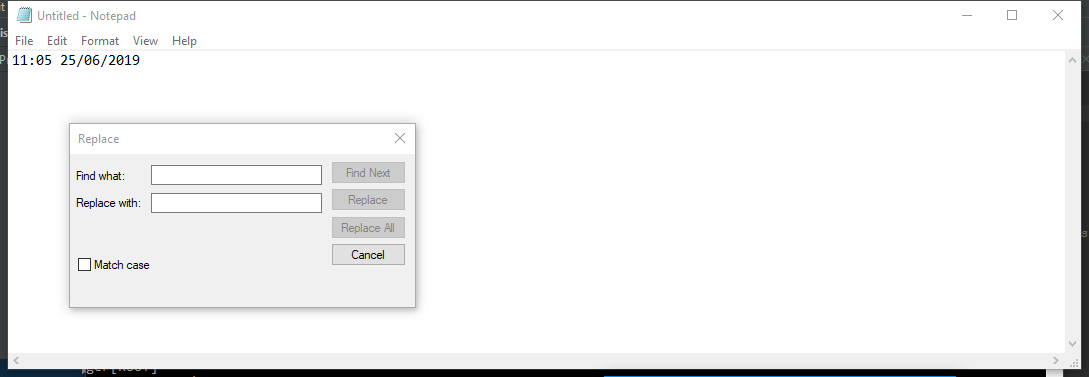 Untitled - Notepad
File Edit Format View Help
11:05 25/06/2019
Replace
Find what:
Find Next
Replace with:
Replace
Replace All
Cancel
Match case